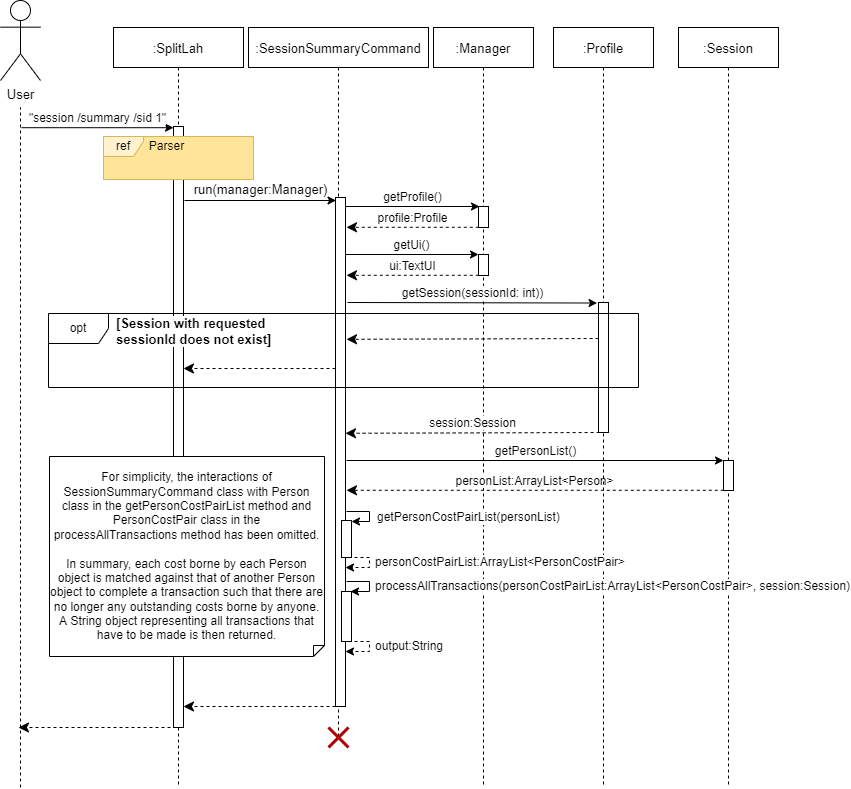 :SplitLah
:SessionSummaryCommand
:Manager
:Profile
:Session
User
"session /summary /sid 1"
ref
Parser
run(manager:Manager)
getProfile()
profile:Profile
getUi()
ui:TextUI
getSession(sessionId: int))
opt
[Session with requested
sessionId does not exist]
session:Session
getPersonList()
personList:ArrayList<Person>
For simplicity, the interactions of
SessionSummaryCommand class with Person
class in the getPersonCostPairList method and
PersonCostPair class in the
processAllTransactions method has been omitted.
In summary, each cost borne by each Person
object is matched against that of another Person
object to complete a transaction such that there are
no longer any outstanding costs borne by anyone.
A String object representing all transactions that
have to be made is then returned.
getPersonCostPairList(personList)
personCostPairList:ArrayList<PersonCostPair>
processAllTransactions(personCostPairList:ArrayList<PersonCostPair>, session:Session)
output:String